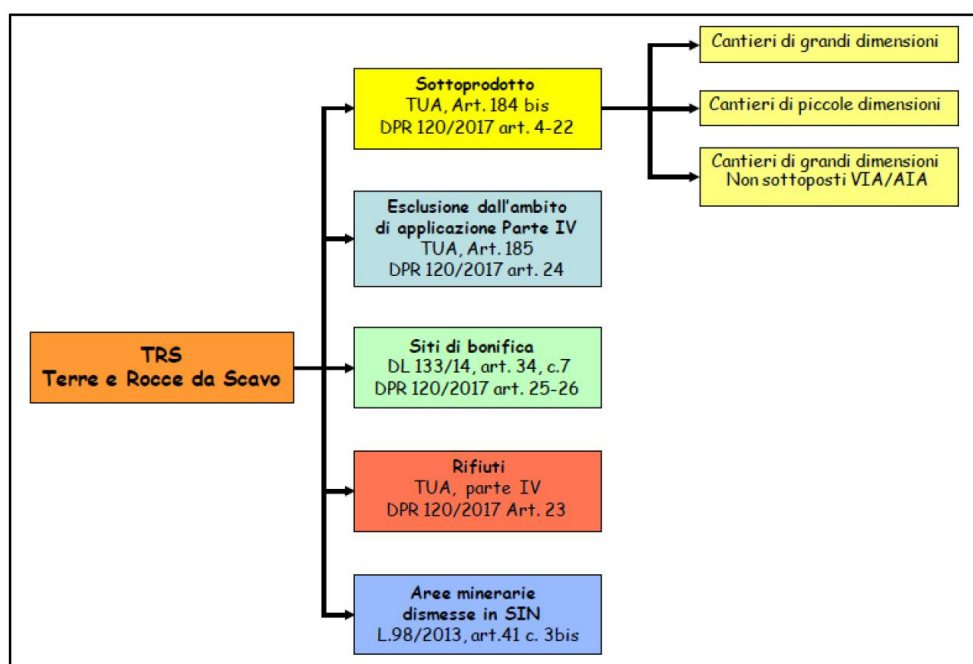 TRS
Terre e Rocce da Scavo
Sottoprodotto
TUA, Art. 184 bis
DPR 120/2017 art. 4-22
Cantieri di grandi dimensioni
Cantieri di piccole dimensioni
Cantieri di grandi dimensioni
Non sottoposti VIA/AIA
Esclusione dall'ambito
di applicazione Parte IV
TUA, Art. 185
DPR 120/2017 art. 24
Siti di bonifica
DL 133/14, art. 34, c.7
DPR 120/2017 art. 25-26
Rifiuti
TUA, parte IV
DPR 120/2017 Art. 23
Aree minerarie
dismesse in SIN
L.98/2013, art.41 c. 3bis